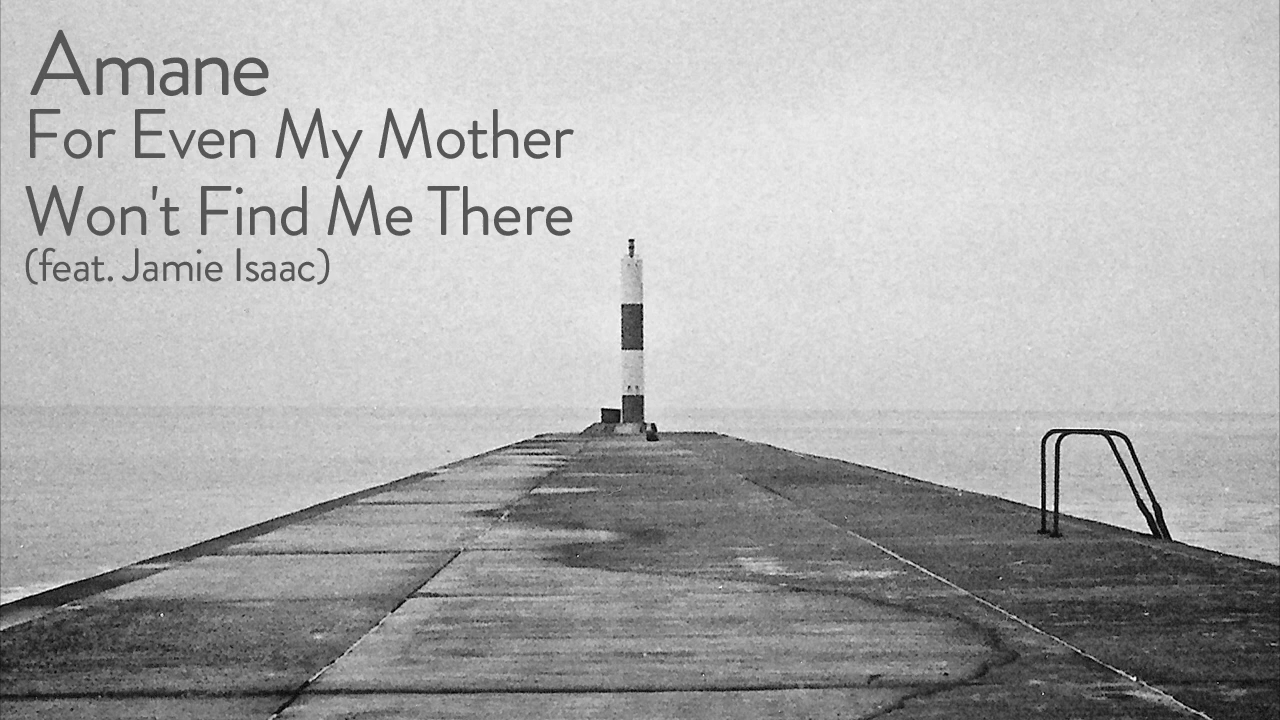 Amane
For Even My Mother
Won't Find Me There
(feat. Jamie Isaac)